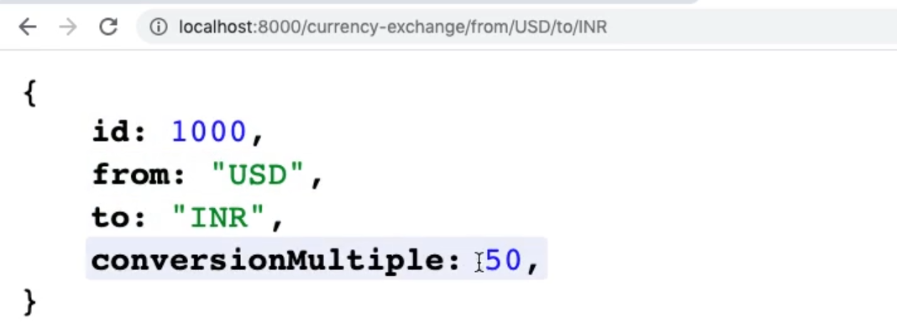 localhost:8000/currency-exchange/from/USD/to/INR
{
id: 1000,
from: "USD",
to: "INR",
conversionMultiple: 50,
}